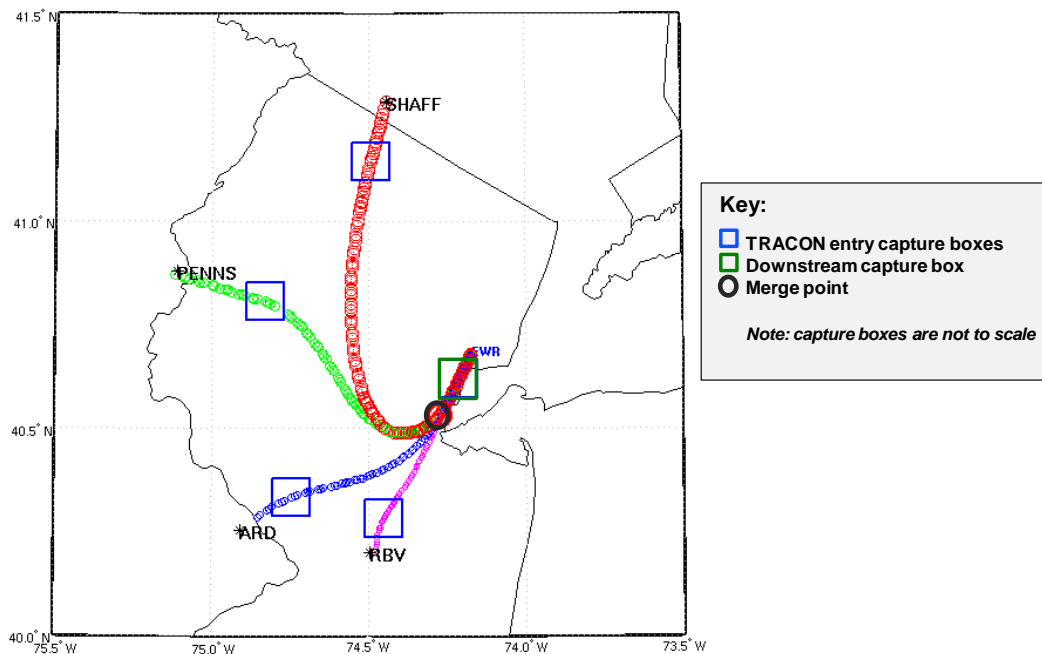 41.5° N
SHAFF
41.0° N
PENNS
EWR
40.5° N
ARD
RBV
40.0° N
75.5° W
75.0° W
74.5° W
74.0° W
73.5° W
Key:
TRACON entry capture boxes
Downstream capture box
Merge point
Note: capture boxes are not to scale